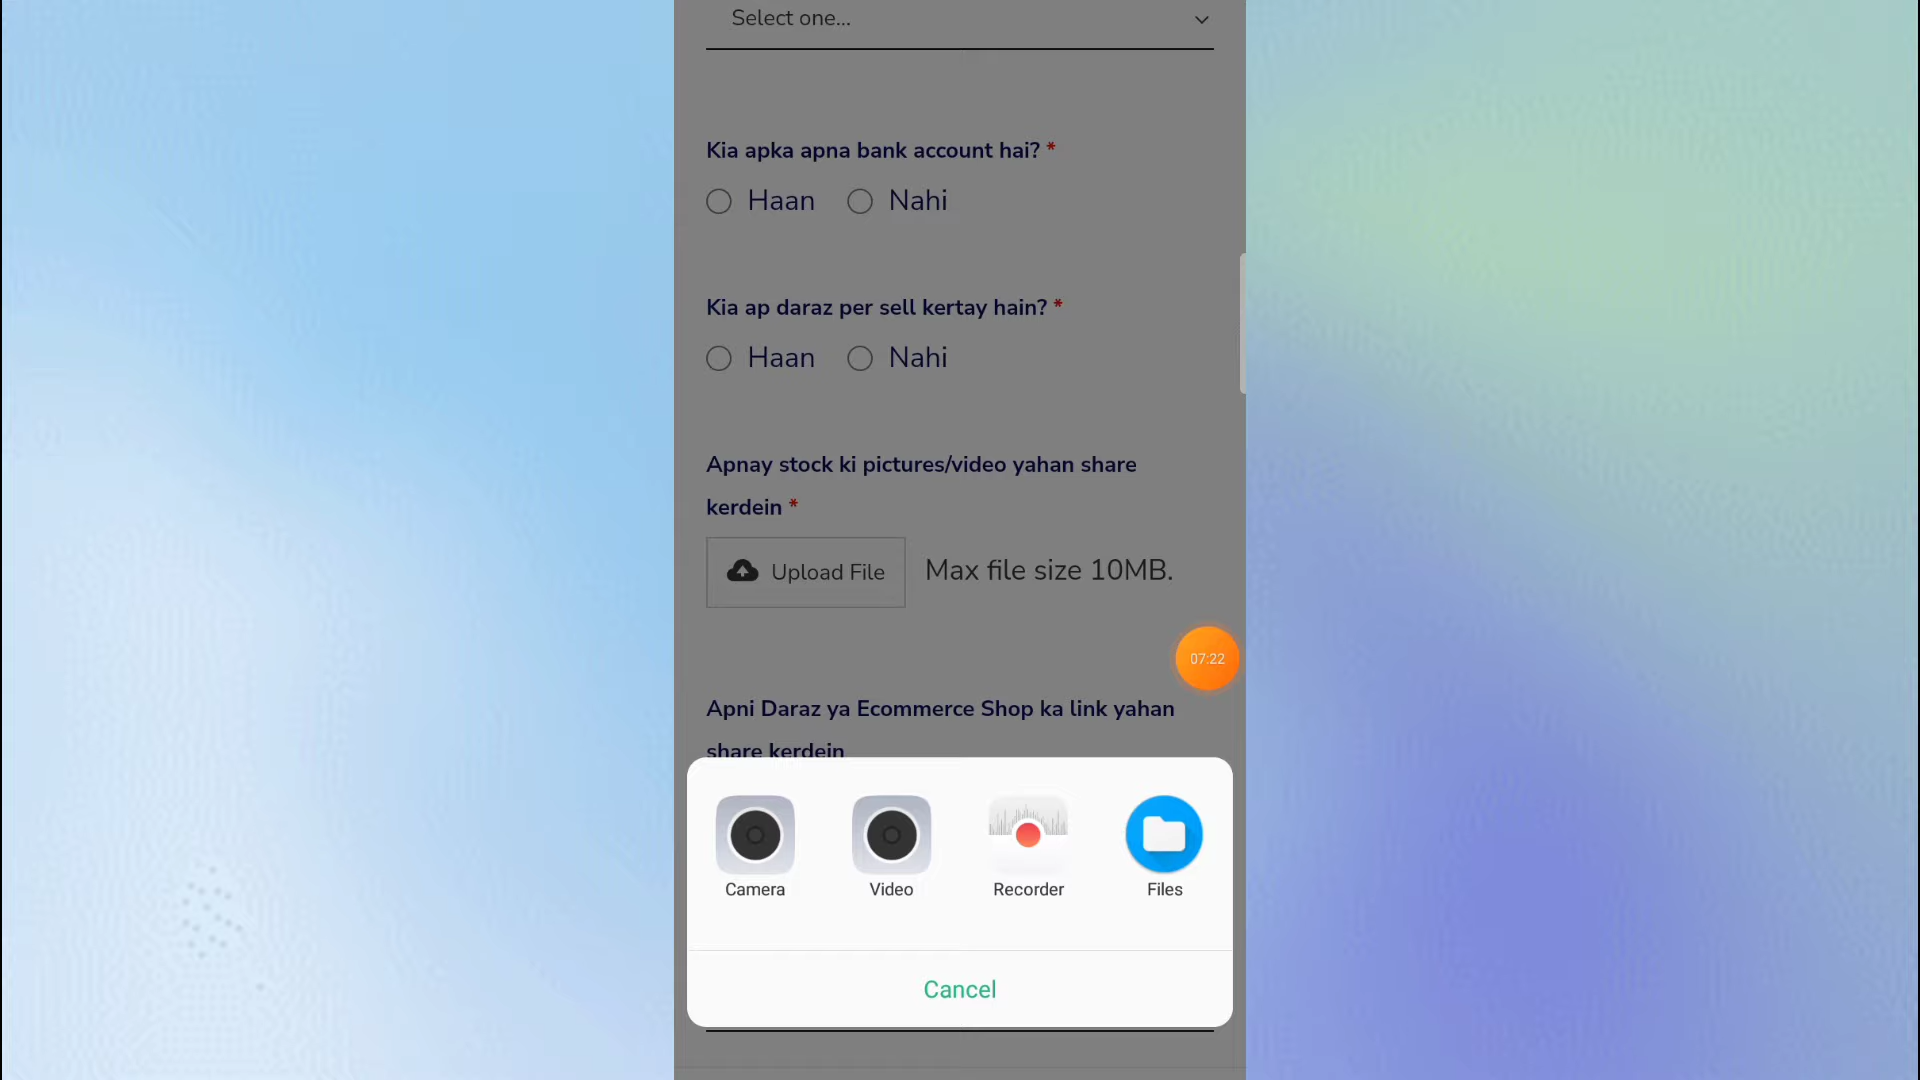 Select one...
Kia apka apna bank account hai? *
Haan Nahi
Kia ap daraz per sell kertay hain? *
Haan Nahi
Apnay stock ki pictures/video yahan share
kerdein *
Upload File Max file size 10MB.
07:22
Apni Daraz ya Ecommerce Shop ka link yahan
share kerdein
Camera Video Recorder Files
Cancel